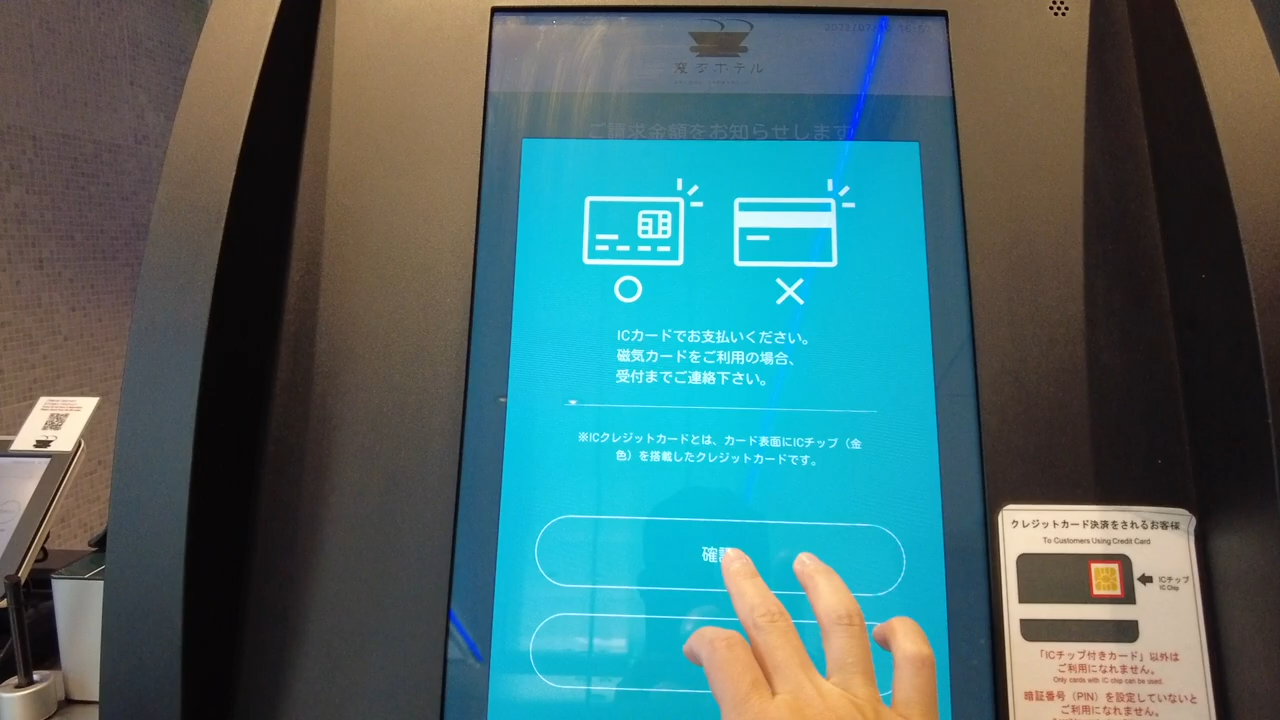 変なホテル
ご請求金額をお知らせします
ICカードでお支払いください。
磁気カードをご利用の場合、
受付までご連絡下さい。
※ICクレジットカードとは、カード表面にICチップ（金
色）を搭載したクレジットカードです。
確認
クレジットカード決済をされるお客様
To Customers Using Credit Card
ICチップ
IC Chip
「ICチップ付きカード」以外は
ご利用になれません。
Only cards with IC chip can be used.
暗証番号（PIN）を設定していないと
ご利用になれません。